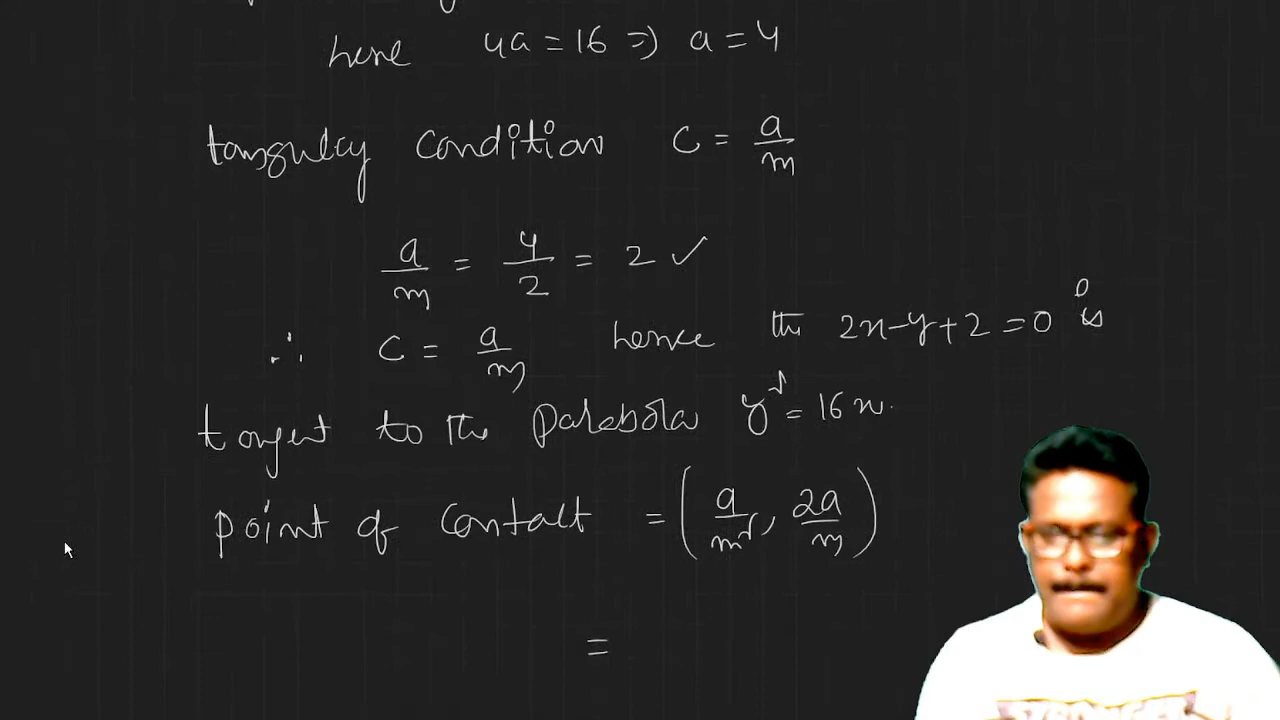 here 4a = 16 ⇒ a = 4
tangency condition c = a/m
a/m = 4/2 = 2 ✓
∴ c = a/m hence the 2x-y+2=0 is
tangent to the parabola y² = 16x.
point of contact = (a/m², 2a/m)
=